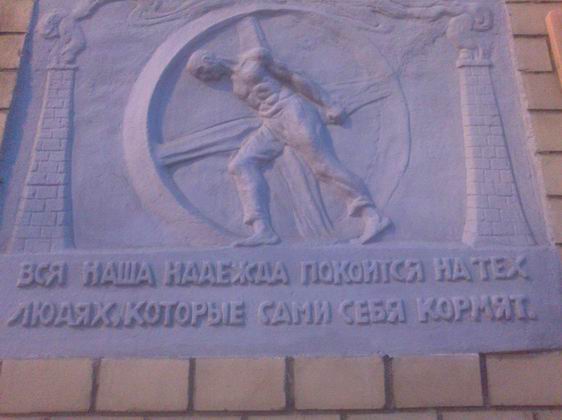 ВСЯ НАША НАДЕЖДА ПОКОИТСЯ НА ТЕХ
ЛЮДЯХ, КОТОРЫЕ САМИ СЕБЯ КОРМЯТ.